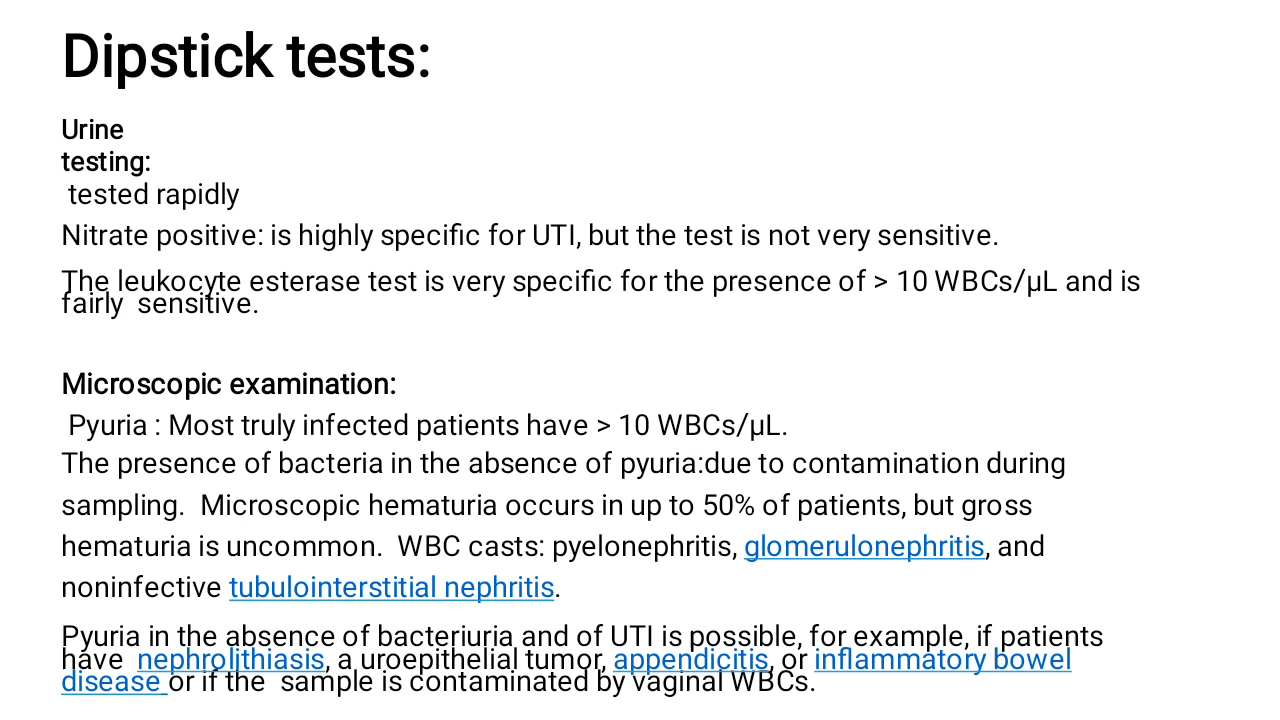 Dipstick tests:
Urine
testing:
tested rapidly
Nitrate positive: is highly specific for UTI, but the test is not very sensitive.
The leukocyte esterase test is very specific for the presence of > 10 WBCs/μL and is
fairly sensitive.
Microscopic examination:
Pyuria : Most truly infected patients have > 10 WBCs/μL.
The presence of bacteria in the absence of pyuria:due to contamination during
sampling. Microscopic hematuria occurs in up to 50% of patients, but gross
hematuria is uncommon. WBC casts: pyelonephritis, glomerulonephritis, and
noninfective tubulointerstitial nephritis.
Pyuria in the absence of bacteriuria and of UTI is possible, for example, if patients
have nephrolithiasis, a uroepithelial tumor, appendicitis, or inflammatory bowel
disease or if the sample is contaminated by vaginal WBCs.